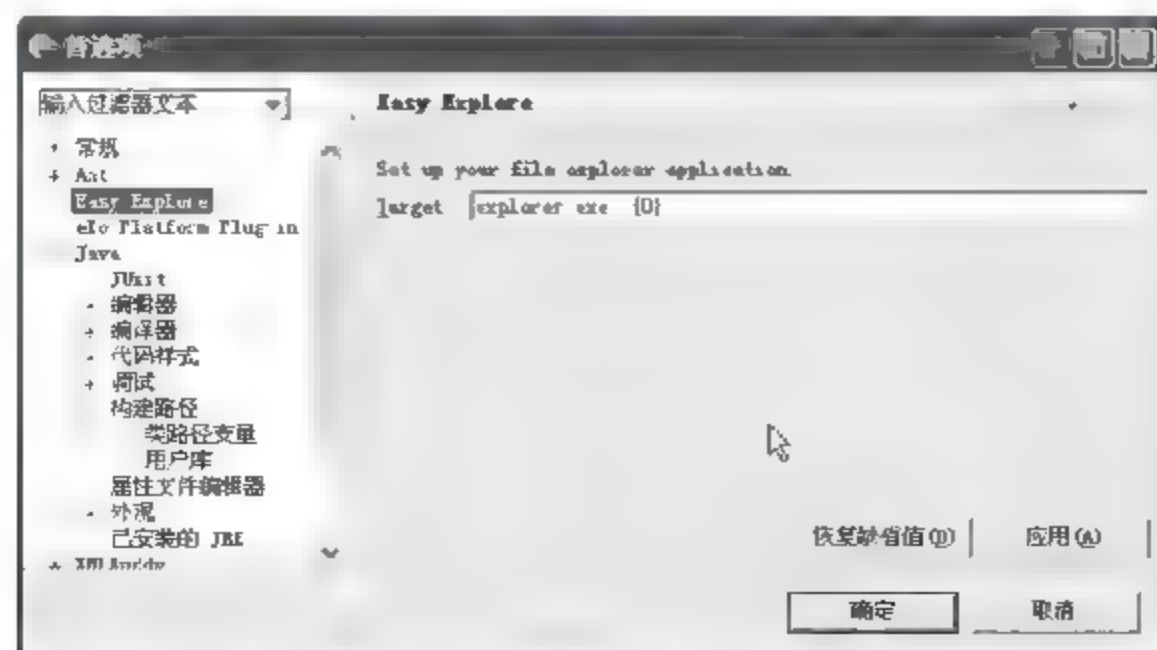 首选项
输入过滤器文本
常规
Ant
Easy Explore
Java
JUnit
编辑器
编译器
代码样式
调试
构建路径
类路径变量
用户库
属性文件编辑器
外观
已安装的 JRE
Easy Explore
Set up your file explorer application.
Target explorer.exe {0}
恢复缺省值(D) 应用(A)
确定 取消